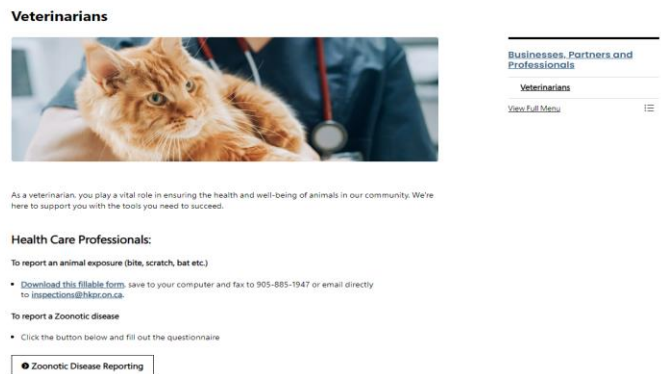 Veterinarians
Businesses, Partners and
Professionals
Veterinarians
View Full Menu
As a veterinarian, you play a vital role in ensuring the health and well-being of animals in our community. We're
here to support you with the tools you need to succeed.
Health Care Professionals:
To report an animal exposure (bite, scratch, bat etc.)
Download this fillable form, save to your computer and fax to 905-885-1947 or email directly
to inspections@hkpr.on.ca.
To report a Zoonotic disease
Click the button below and fill out the questionnaire
Zoonotic Disease Reporting